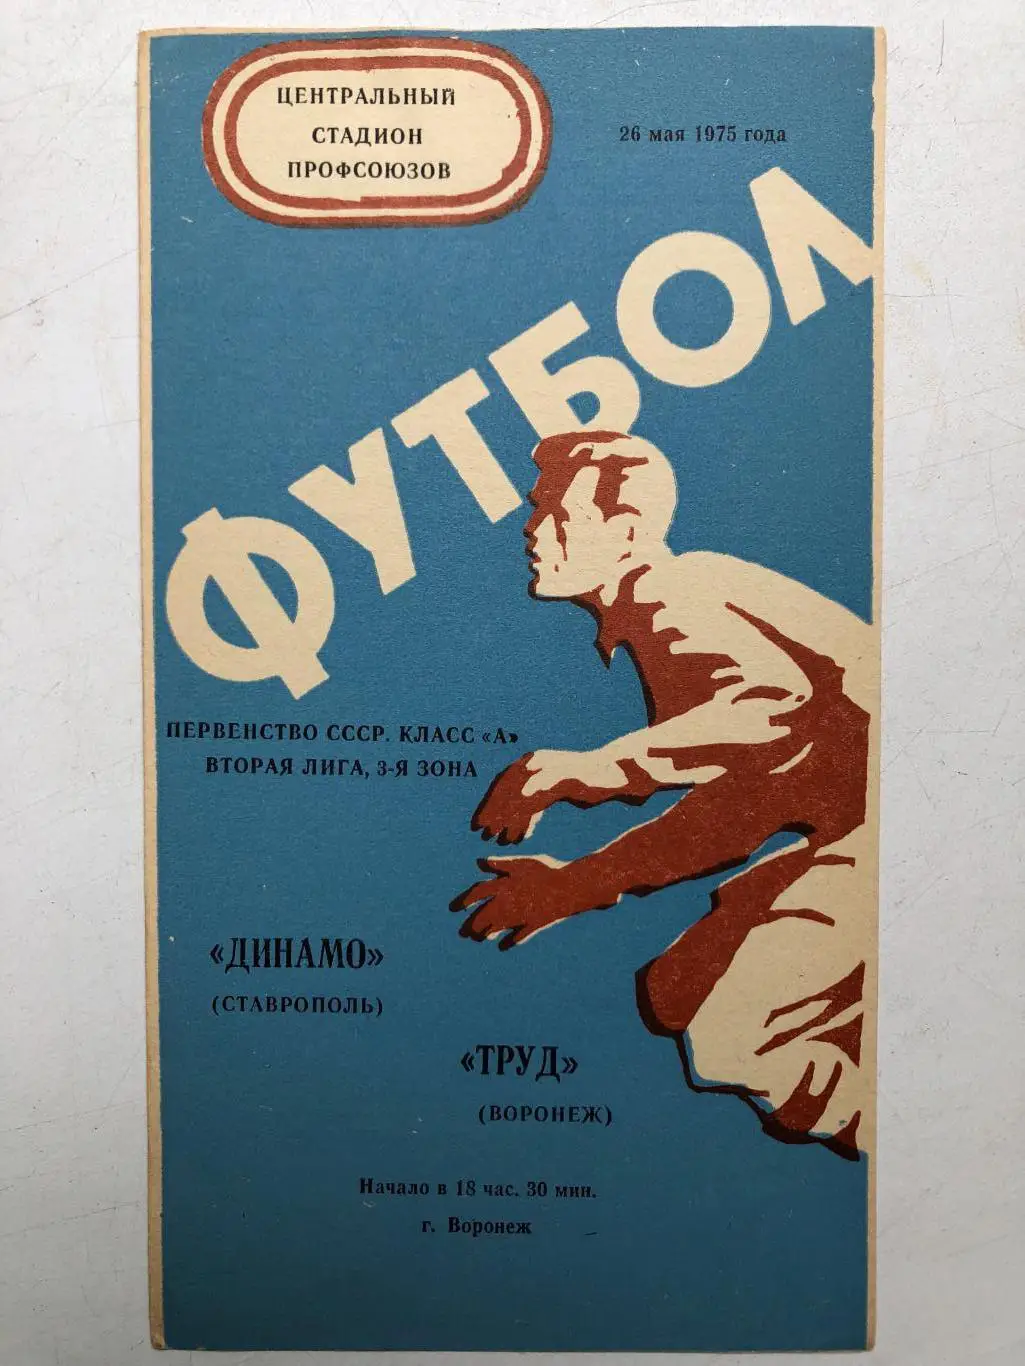 ЦЕНТРАЛЬНЫЙ
СТАДИОН
ПРОФСОЮЗОВ
26 мая 1975 года
ФУТБОЛ
ПЕРВЕНСТВО СССР. КЛАСС «А»
ВТОРАЯ ЛИГА, 3-Я ЗОНА
«ДИНАМО»
(СТАВРОПОЛЬ)
«ТРУД»
(ВОРОНЕЖ)
Начало в 18 час. 30 мин.
г. Воронеж